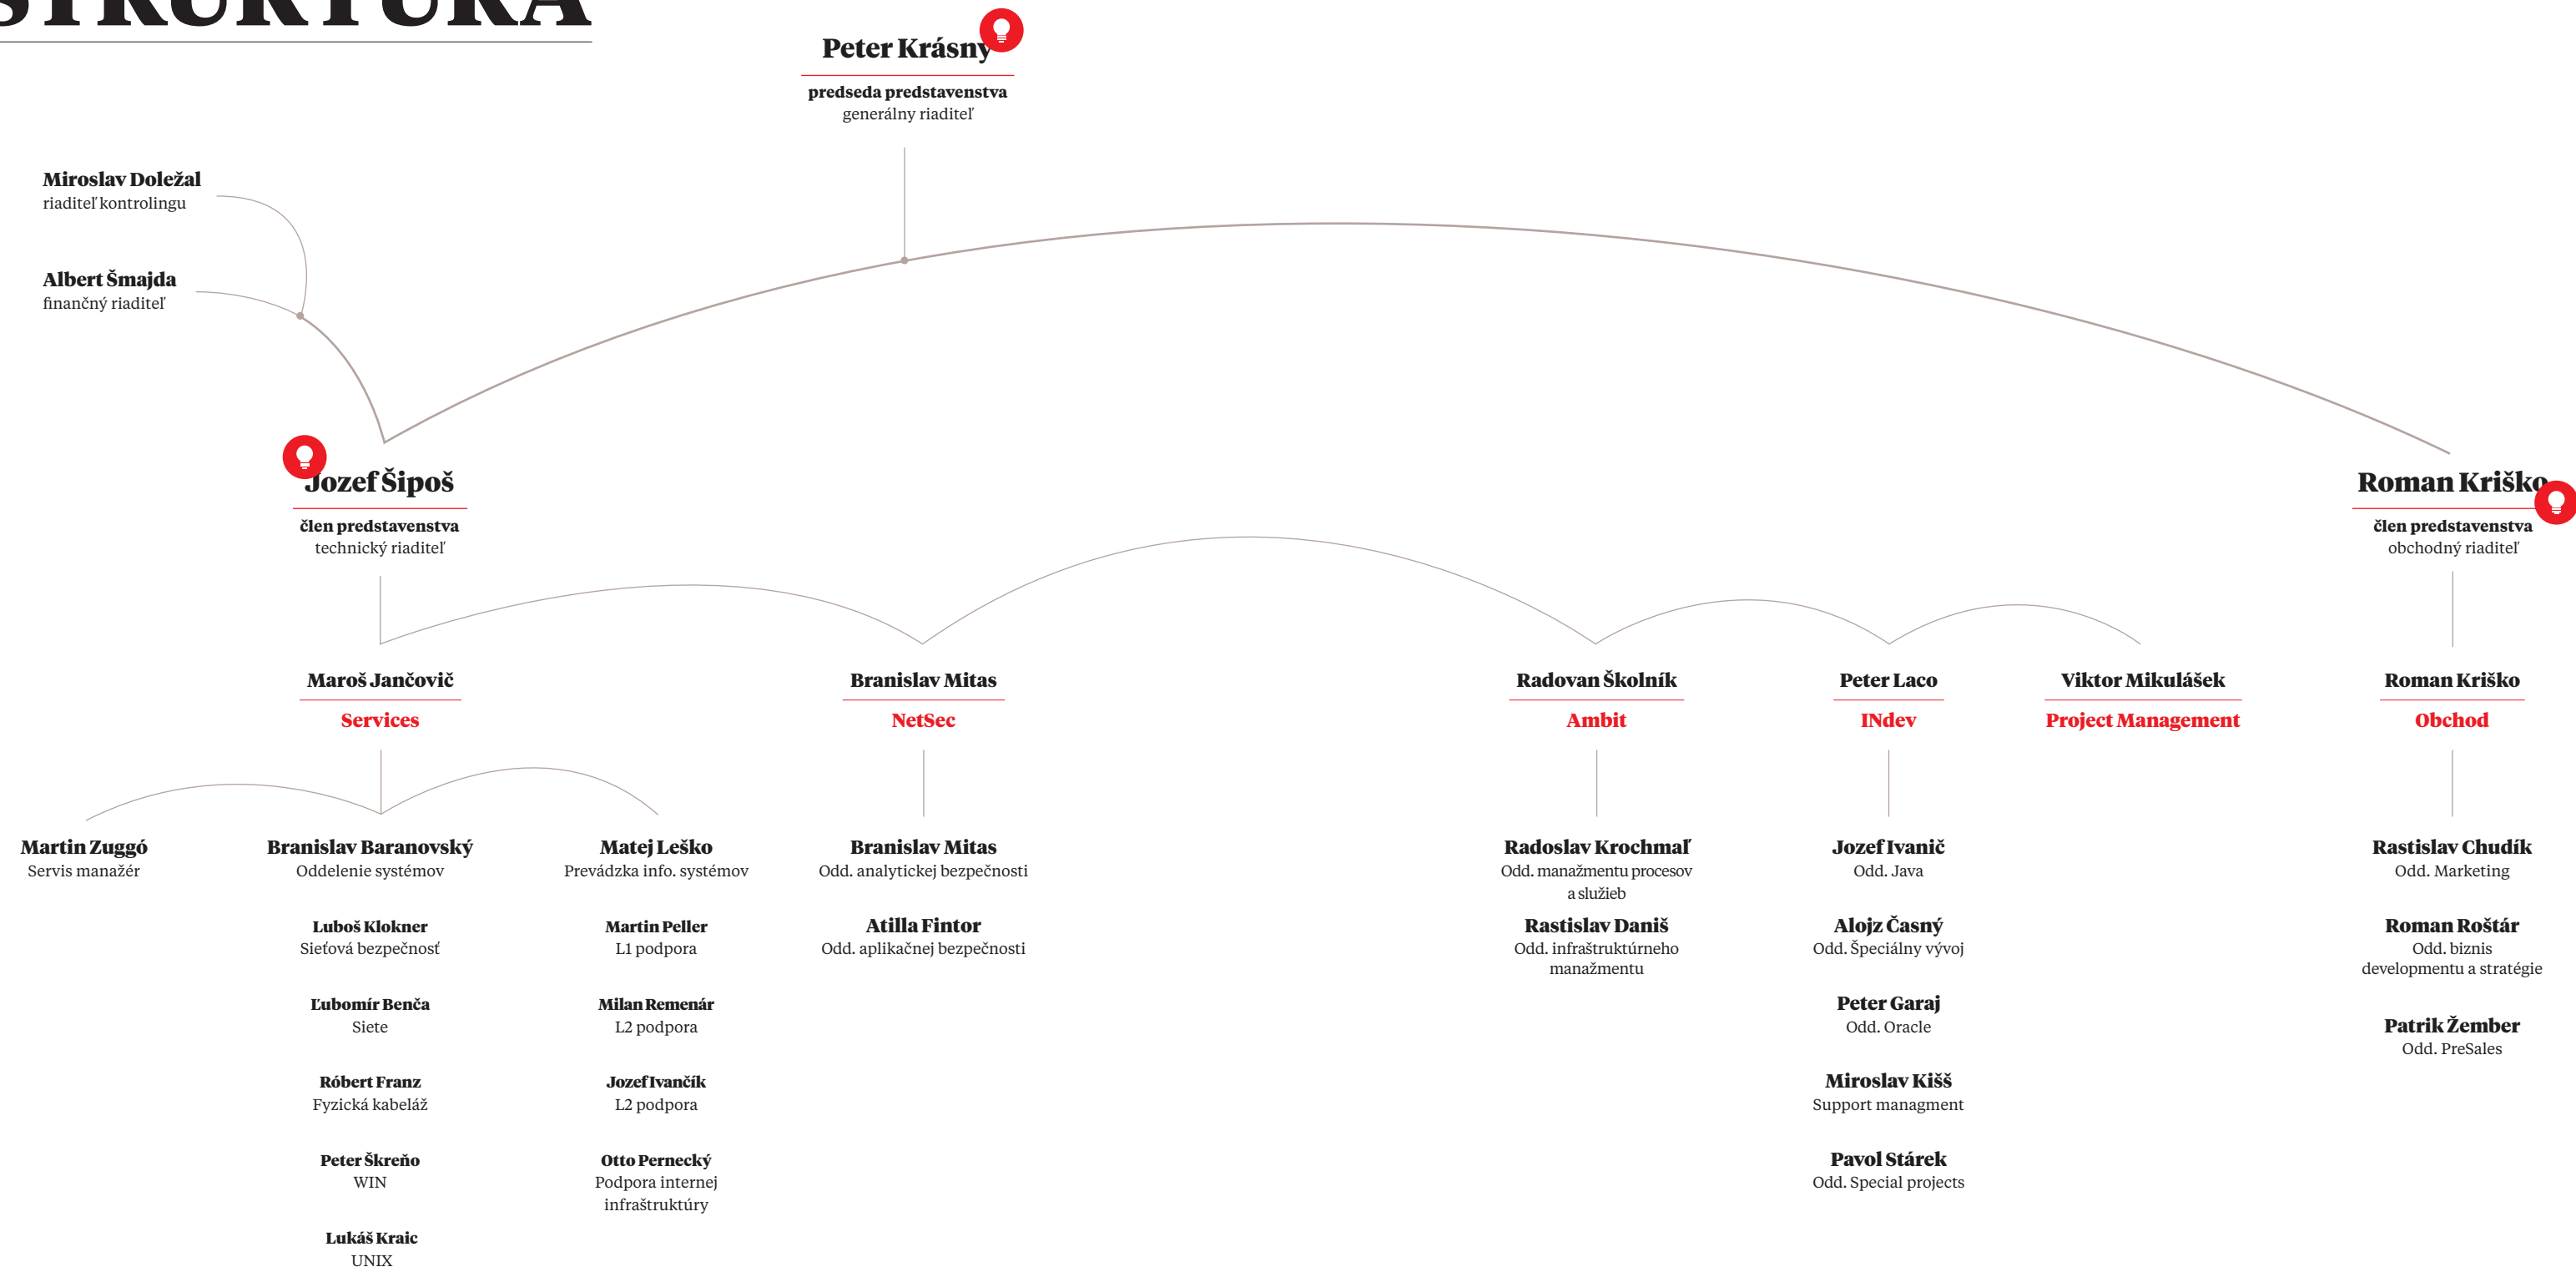 ŠTRUKTÚRA
Peter Krásny
predseda predstavenstva
generálny riaditeľ
Miroslav Doležal
riaditeľ kontrolingu
Albert Šmajda
finančný riaditeľ
Jozef Šipoš
člen predstavenstva
technický riaditeľ
Roman Kriško
člen predstavenstva
obchodný riaditeľ
Maroš Jančovič
Services
Branislav Mitas
NetSec
Radovan Školník
Ambit
Peter Laco
INdev
Viktor Mikulášek
Project Management
Roman Kriško
Obchod
Martin Zuggó
Servis manažér
Branislav Baranovský
Oddelenie systémov
Luboš Klokner
Sieťová bezpečnosť
Ľubomír Benča
Siete
Róbert Franz
Fyzická kabeláž
Peter Škreňo
WIN
Lukáš Kraic
UNIX
Matej Leško
Prevádzka info. systémov
Martin Peller
L1 podpora
Milan Remenár
L2 podpora
Jozef Ivančík
L2 podpora
Otto Pernecký
Podpora internej
infraštruktúry
Branislav Mitas
Odd. analytickej bezpečnosti
Atilla Fintor
Odd. aplikačnej bezpečnosti
Radoslav Krochmaľ
Odd. manažmentu procesov
a služieb
Rastislav Daniš
Odd. infraštruktúrneho
manažmentu
Jozef Ivanič
Odd. Java
Alojz Časný
Odd. Špeciálny vývoj
Peter Garaj
Odd. Oracle
Miroslav Kišš
Support managment
Pavol Stárek
Odd. Special projects
Rastislav Chudík
Odd. Marketing
Roman Roštár
Odd. biznis
developmentu a stratégie
Patrik Žember
Odd. PreSales